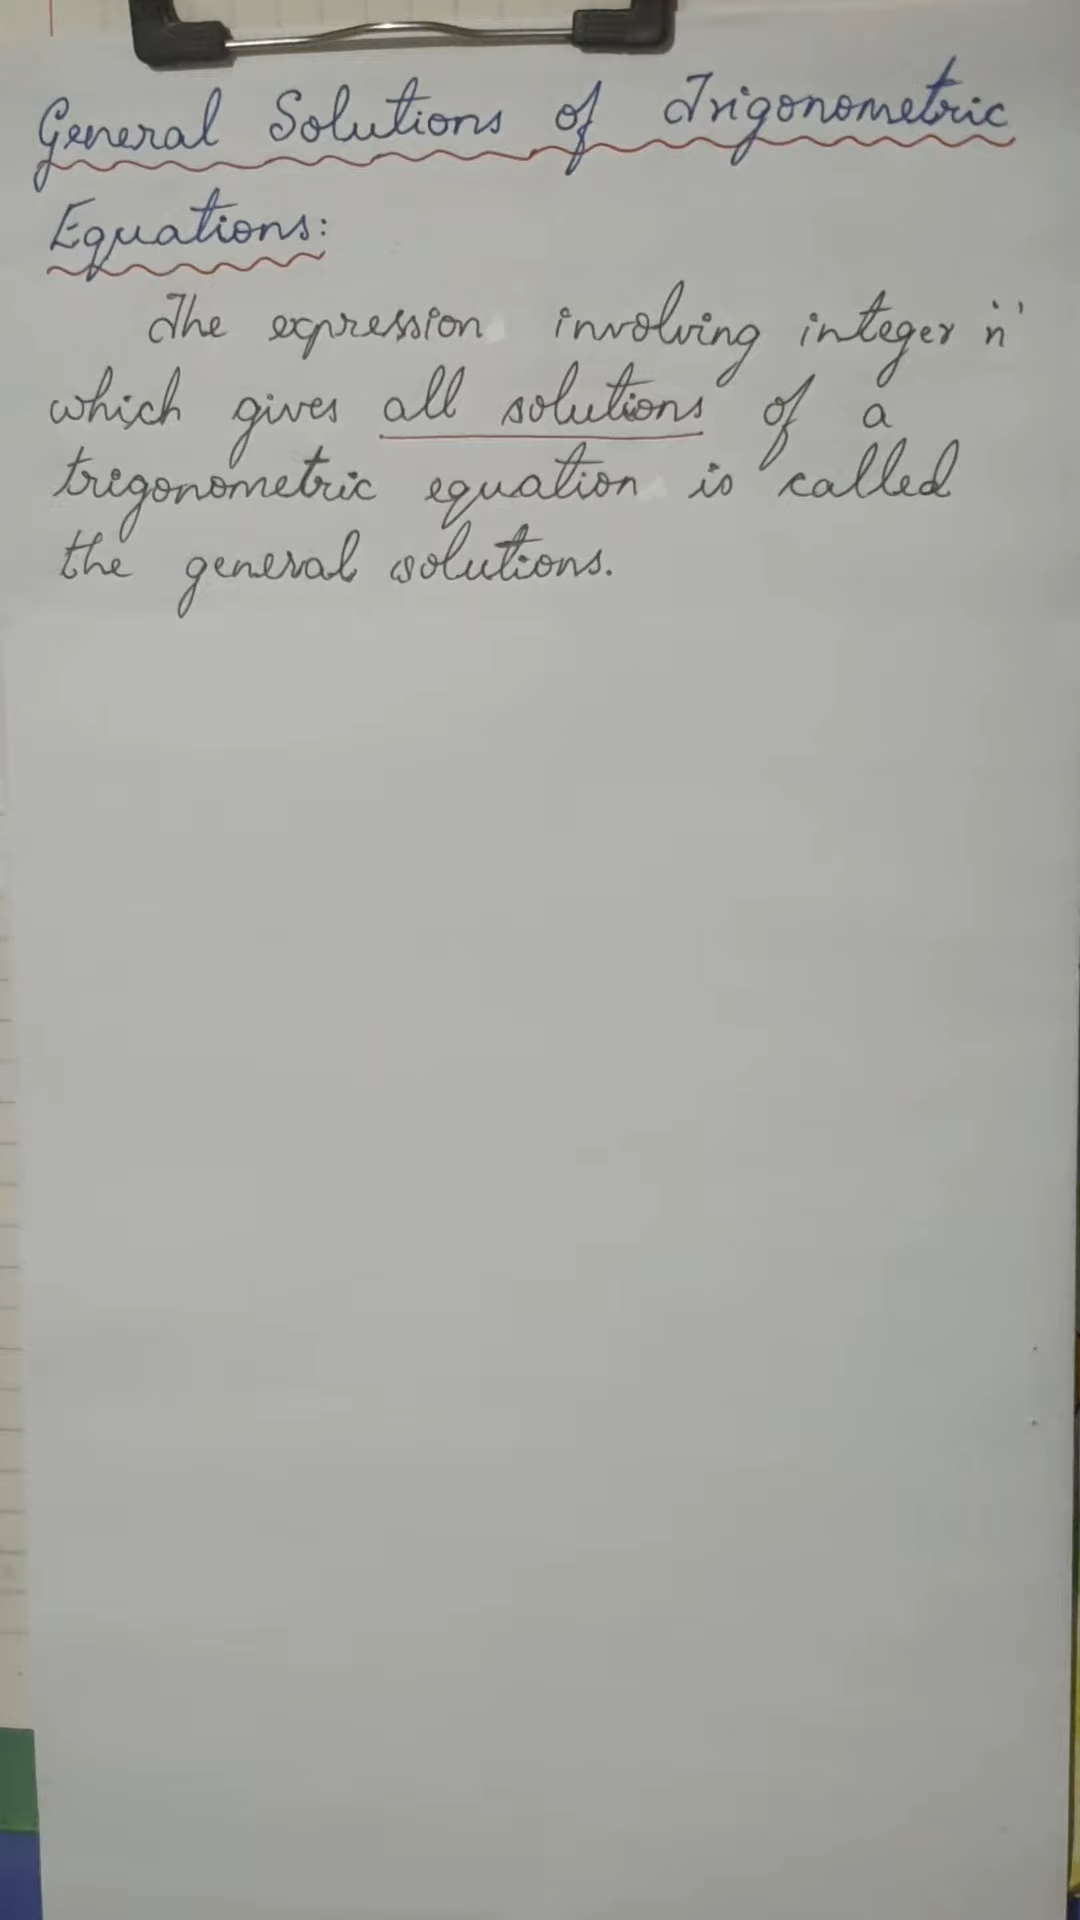 General Solutions of Trigonometric
Equations:
The expression involving integer 'n'
which gives all solutions of a
trigonometric equation is called
the general solutions.